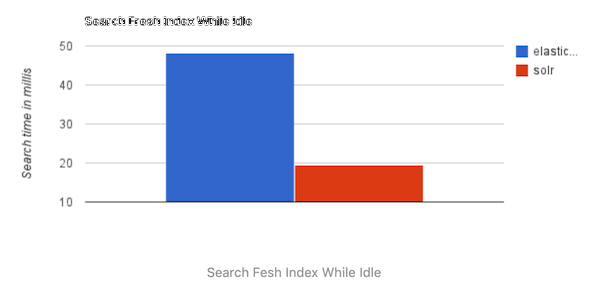 Search Fresh Index While Idle
50
elastic...
solr
40
30
20
10
Search time in millis
Search Fesh Index While Idle